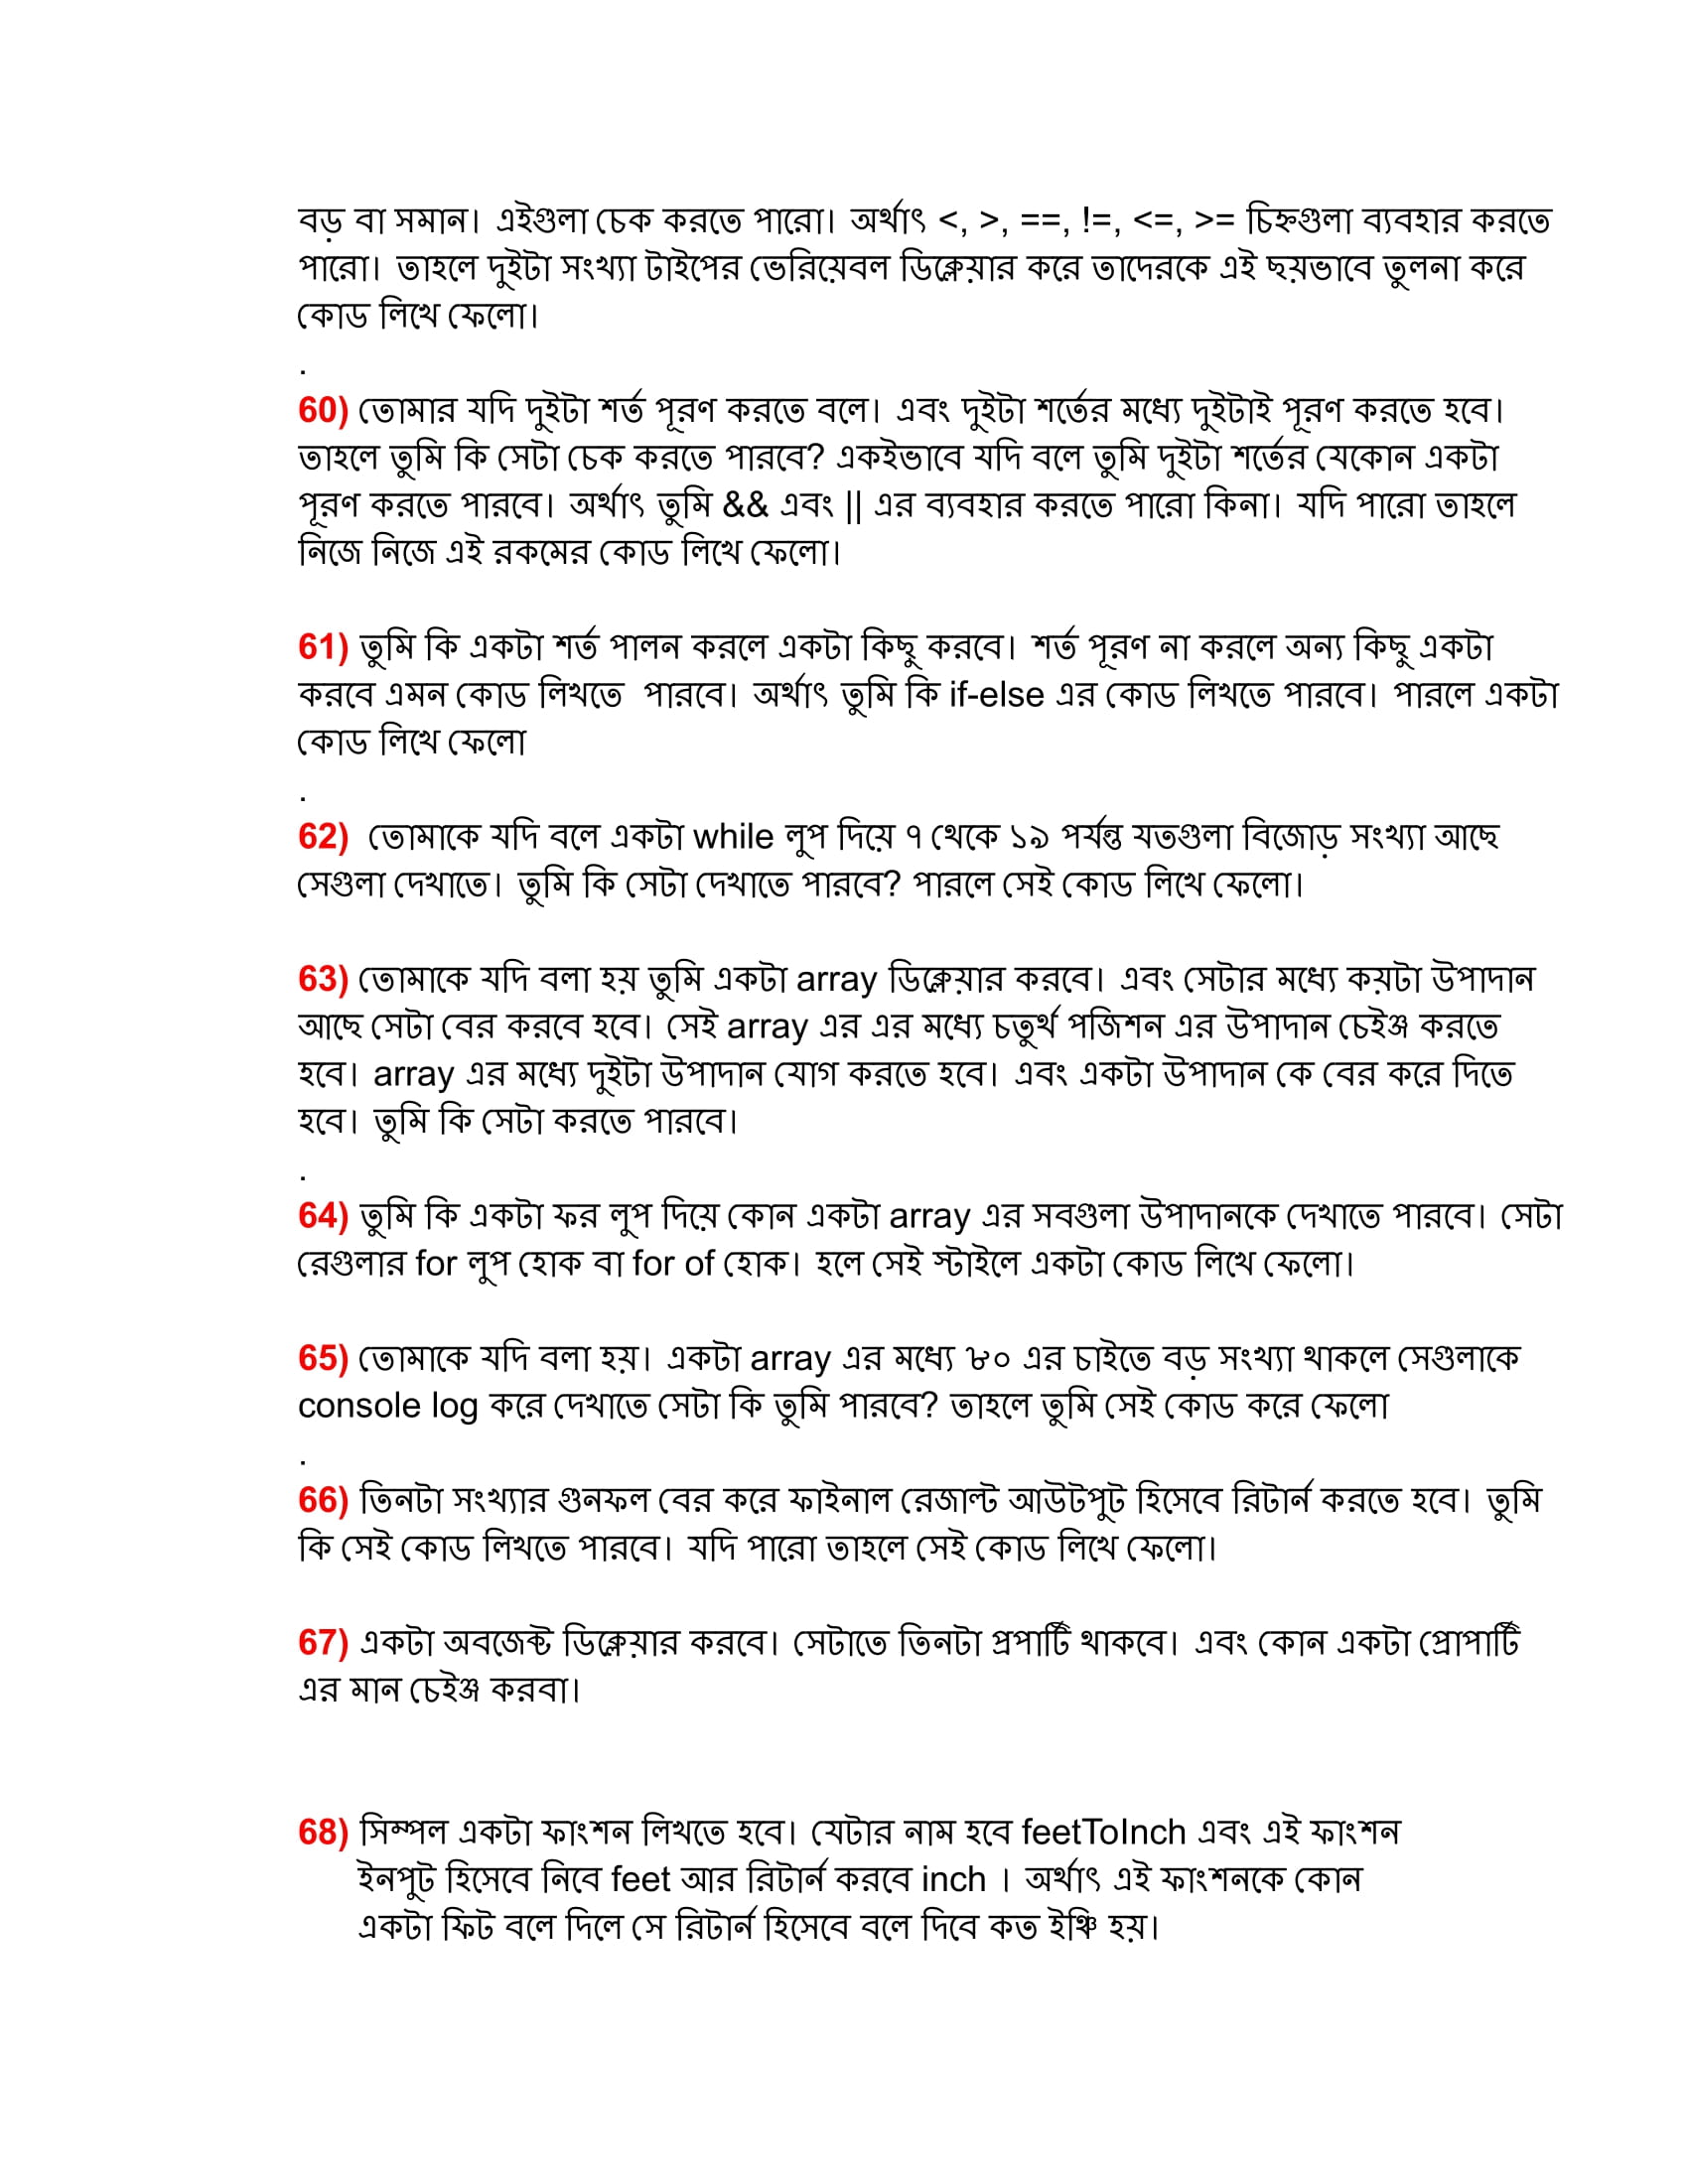 বড় বা সমান। এইগুলা চেক করতে পারো। অর্থাৎ <, >, ==, !=, <=, >= চিহ্নগুলা ব্যবহার করতে
পারো। তাহলে দুইটা সংখ্যা টাইপের ভেরিয়েবল ডিক্লেয়ার করে তাদেরকে এই ছয়ভাবে তুলনা করে
কোড লিখে ফেলো।
.
60) তোমার যদি দুইটা শর্ত পূরণ করতে বলে। এবং দুইটা শর্তের মধ্যে দুইটাই পূরণ করতে হবে।
তাহলে তুমি কি সেটা চেক করতে পারবে? একইভাবে যদি বলে তুমি দুইটা শর্তের যেকোন একটা
পূরণ করতে পারবে। অর্থাৎ তুমি && এবং || এর ব্যবহার করতে পারো কিনা। যদি পারো তাহলে
নিজে নিজে এই রকমের কোড লিখে ফেলো।
61) তুমি কি একটা শর্ত পালন করলে একটা কিছু করবে। শর্ত পূরণ না করলে অন্য কিছু একটা
করবে এমন কোড লিখতে  পারবে। অর্থাৎ তুমি কি if-else এর কোড লিখতে পারবে। পারলে একটা
কোড লিখে ফেলো
.
62)  তোমাকে যদি বলে একটা while লুপ দিয়ে ৭ থেকে ১৯ পর্যন্ত যতগুলা বিজোড় সংখ্যা আছে
সেগুলা দেখাতে। তুমি কি সেটা দেখাতে পারবে? পারলে সেই কোড লিখে ফেলো।
63) তোমাকে যদি বলা হয় তুমি একটা array ডিক্লেয়ার করবে। এবং সেটার মধ্যে কয়টা উপাদান
আছে সেটা বের করবে হবে। সেই array এর এর মধ্যে চতুর্থ পজিশন এর উপাদান চেইঞ্জ করতে
হবে। array এর মধ্যে দুইটা উপাদান যোগ করতে হবে। এবং একটা উপাদান কে বের করে দিতে
হবে। তুমি কি সেটা করতে পারবে।
.
64) তুমি কি একটা ফর লুপ দিয়ে কোন একটা array এর সবগুলা উপাদানকে দেখাতে পারবে। সেটা
রেগুলার for লুপ হোক বা for of হোক। হলে সেই স্টাইলে একটা কোড লিখে ফেলো।
65) তোমাকে যদি বলা হয়। একটা array এর মধ্যে ৮০ এর চাইতে বড় সংখ্যা থাকলে সেগুলাকে
console log করে দেখাতে সেটা কি তুমি পারবে? তাহলে তুমি সেই কোড করে ফেলো
.
66) তিনটা সংখ্যার গুনফল বের করে ফাইনাল রেজাল্ট আউটপুট হিসেবে রিটার্ন করতে হবে। তুমি
কি সেই কোড লিখতে পারবে। যদি পারো তাহলে সেই কোড লিখে ফেলো।
67) একটা অবজেক্ট ডিক্লেয়ার করবে। সেটাতে তিনটা প্রপার্টি থাকবে। এবং কোন একটা প্রোপার্টি
এর মান চেইঞ্জ করবা।
68) সিম্পল একটা ফাংশন লিখতে হবে। যেটার নাম হবে feetToInch এবং এই ফাংশন
ইনপুট হিসেবে নিবে feet আর রিটার্ন করবে inch । অর্থাৎ এই ফাংশনকে কোন
একটা ফিট বলে দিলে সে রিটার্ন হিসেবে বলে দিবে কত ইঞ্চি হয়।